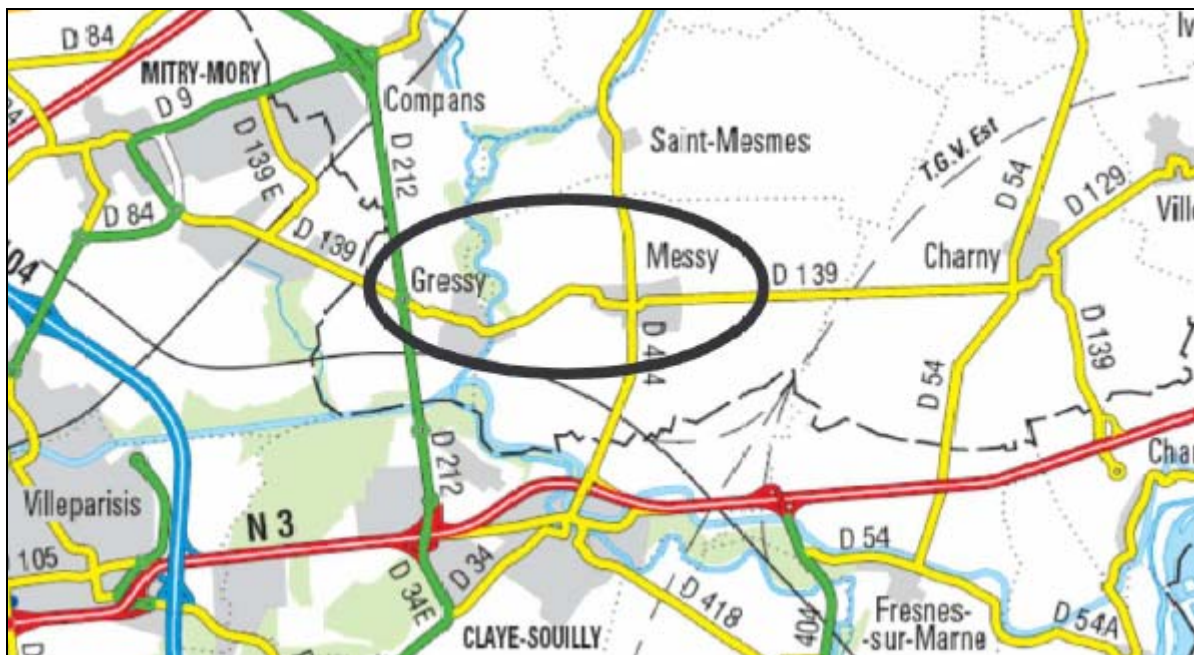 D 84
MITRY-MORY
D 9
Compans
D 139E
D 212
Saint-Mesmes
T.G.V. Est
D 54
D 129
D 84
D 139
Gressy
Messy
D 139
Charny
D 139
D 54
D 212
Villeparisis
N 3
D 105
D 34
D 34E
D 54
D 418
404
CLAYE-SOUILLY
Fresnes-
-sur-Marne
D 54A